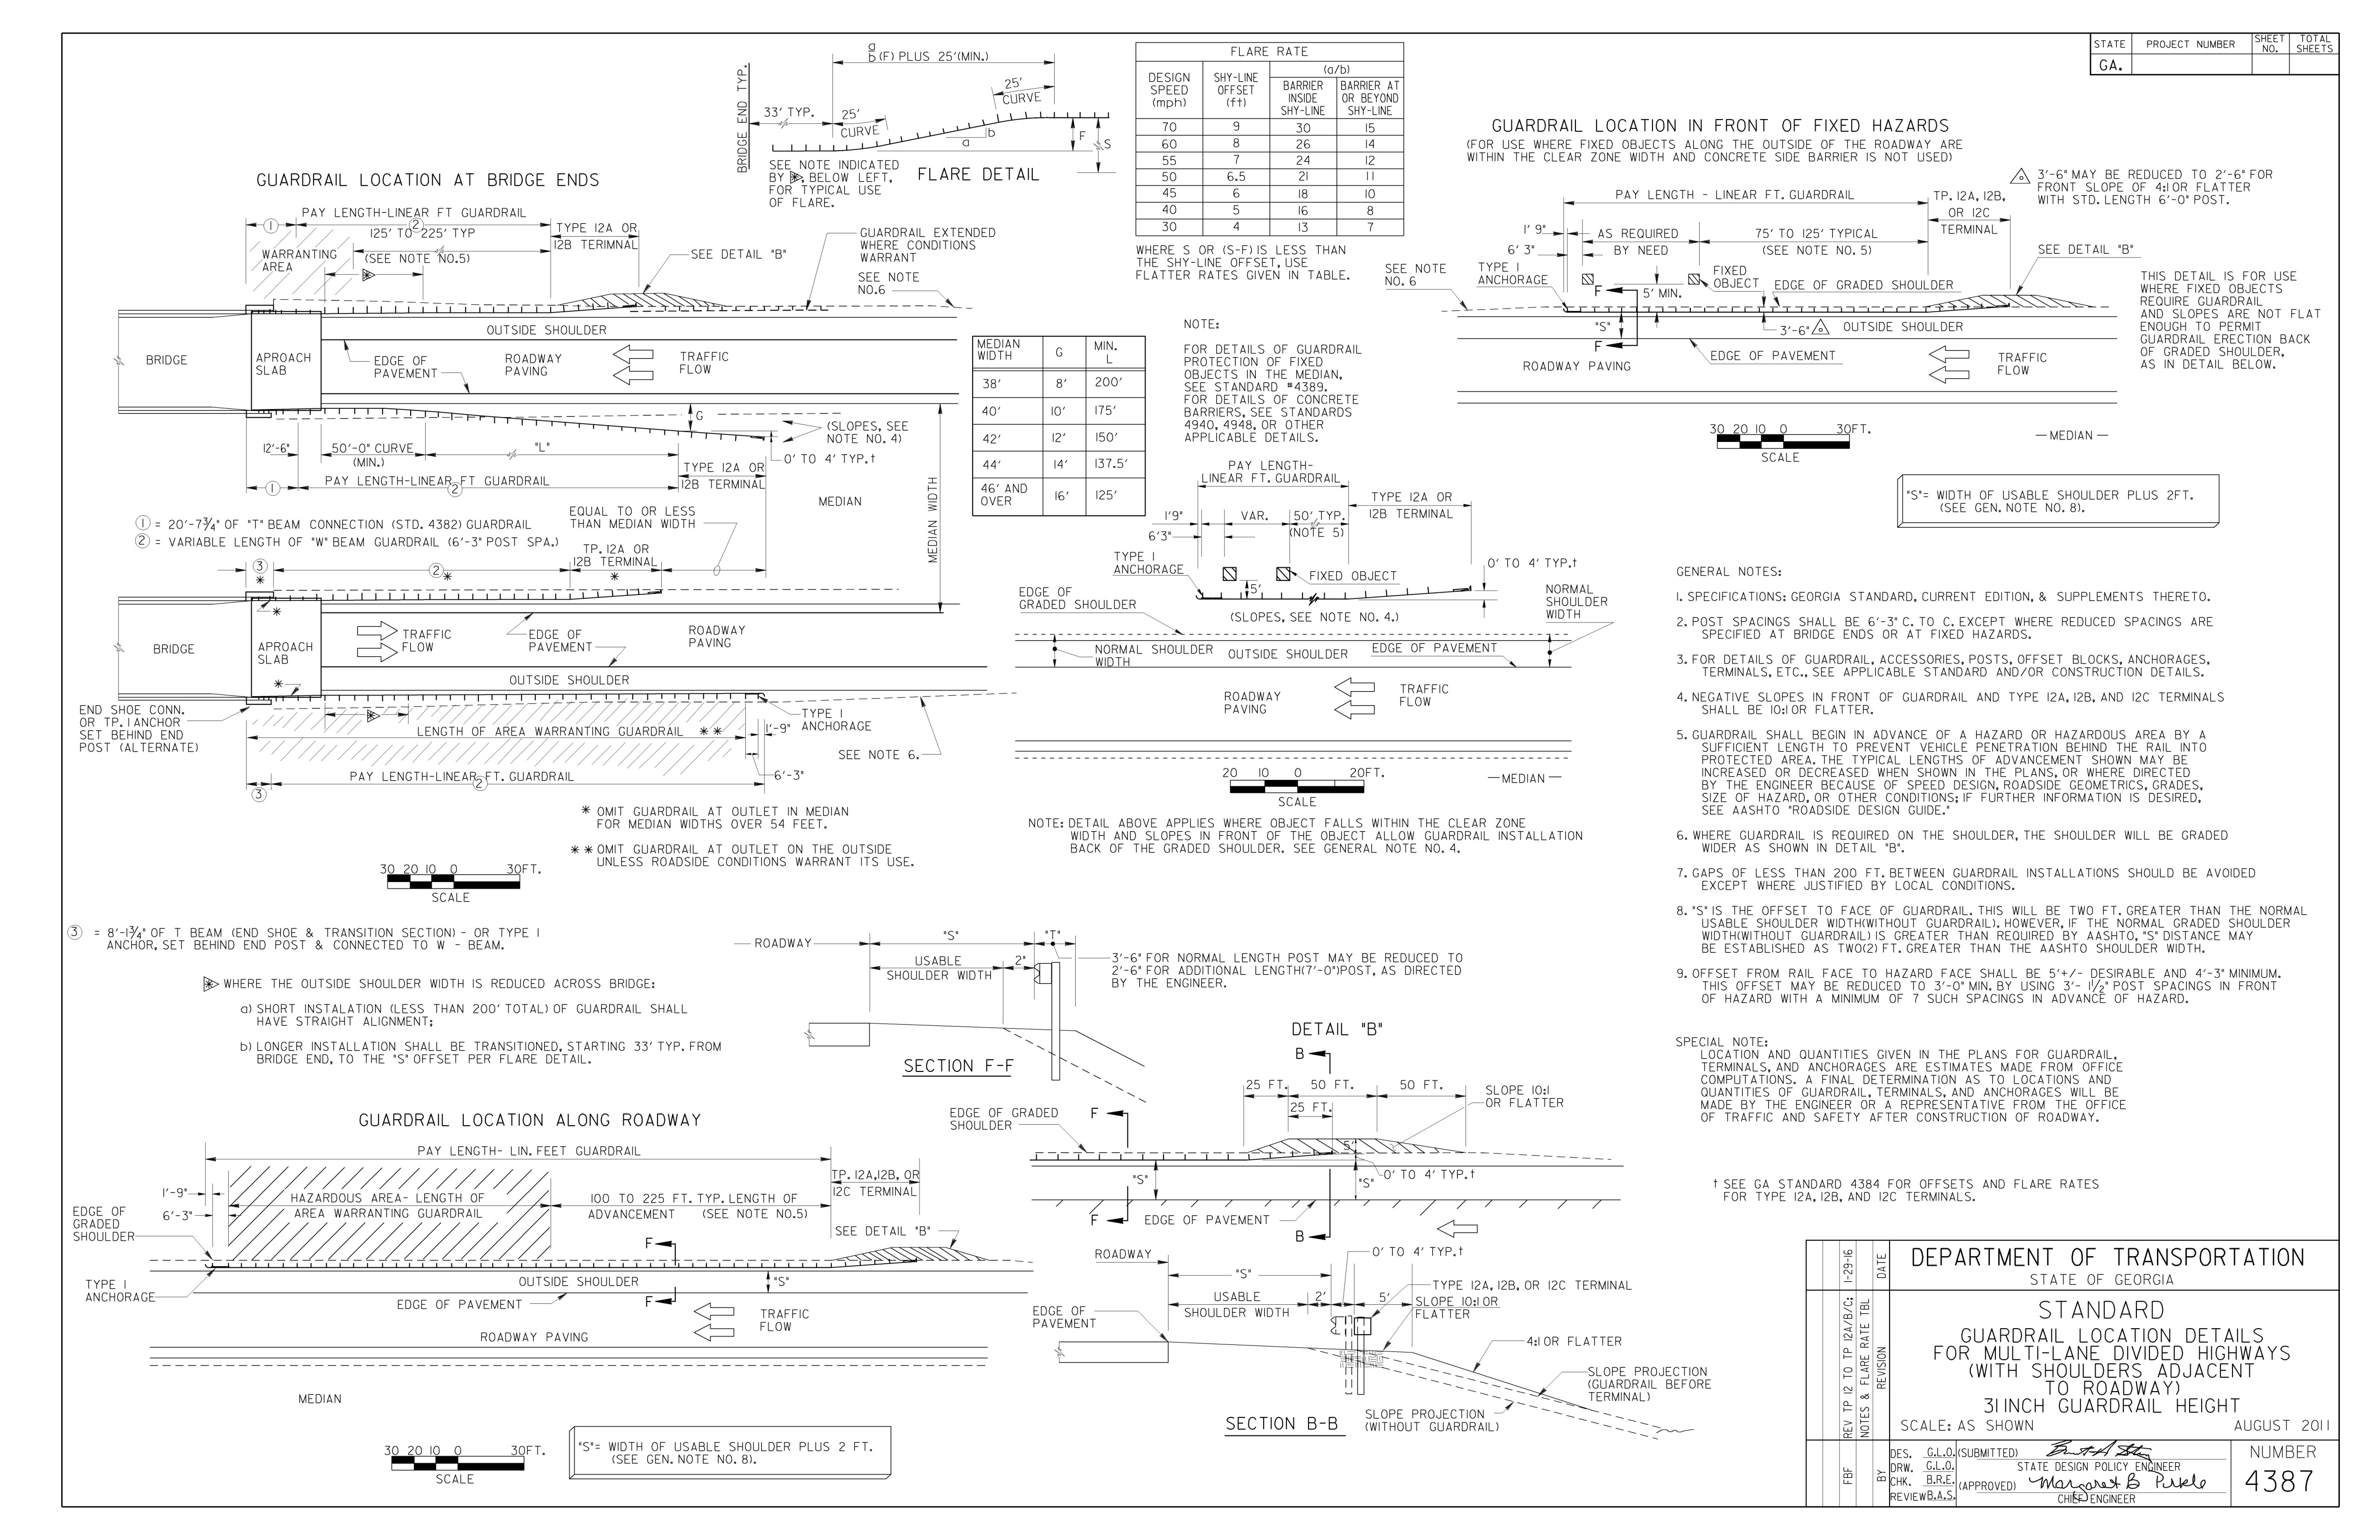 STATE
PROJECT NUMBER
SHEET NO.
TOTAL SHEETS
GA.
a/b (F) PLUS 25'(MIN.)
BRIDGE END TYP.
33' TYP.
25' CURVE
25' CURVE
b
a
F
S
SEE NOTE INDICATED
BY ✳, BELOW LEFT,
FOR TYPICAL USE
OF FLARE.
FLARE DETAIL
FLARE RATE
DESIGN SPEED (mph)
SHY-LINE OFFSET (ft)
(a/b)
BARRIER INSIDE SHY-LINE
BARRIER AT OR BEYOND SHY-LINE
70 9 30 15
60 8 26 14
55 7 24 12
50 6.5 21 11
45 6 18 10
40 5 16 8
30 4 13 7
WHERE S OR (S-F) IS LESS THAN
THE SHY-LINE OFFSET, USE
FLATTER RATES GIVEN IN TABLE.
GUARDRAIL LOCATION AT BRIDGE ENDS
PAY LENGTH-LINEAR FT GUARDRAIL
1
2
125' TO 225' TYP
(SEE NOTE NO.5)
WARRANTING
AREA
TYPE 12A OR
12B TERIMNAL
SEE DETAIL "B"
GUARDRAIL EXTENDED
WHERE CONDITIONS
WARRANT
SEE NOTE
NO.6
OUTSIDE SHOULDER
BRIDGE
APROACH
SLAB
EDGE OF
PAVEMENT
ROADWAY
PAVING
TRAFFIC
FLOW
G
(SLOPES, SEE
NOTE NO. 4)
0' TO 4' TYP.†
12'-6"
50'-0" CURVE
(MIN.)
"L"
TYPE 12A OR
12B TERMINAL
PAY LENGTH-LINEAR FT GUARDRAIL
1
2
MEDIAN
MEDIAN WIDTH
EQUAL TO OR LESS
THAN MEDIAN WIDTH
1 = 20'-7¾" OF "T" BEAM CONNECTION (STD. 4382) GUARDRAIL
2 = VARIABLE LENGTH OF "W" BEAM GUARDRAIL (6'-3" POST SPA.)
TP. 12A OR
12B TERMINAL
3
*
2 *
*
*
BRIDGE
APROACH
SLAB
TRAFFIC
FLOW
EDGE OF
PAVEMENT
ROADWAY
PAVING
*
OUTSIDE SHOULDER
END SHOE CONN.
OR TP. 1 ANCHOR
SET BEHIND END
POST (ALTERNATE)
LENGTH OF AREA WARRANTING GUARDRAIL **
1'-9"
TYPE 1
ANCHORAGE
SEE NOTE 6.
6'-3"
PAY LENGTH-LINEAR FT. GUARDRAIL
2
3
* OMIT GUARDRAIL AT OUTLET IN MEDIAN
FOR MEDIAN WIDTHS OVER 54 FEET.
** OMIT GUARDRAIL AT OUTLET ON THE OUTSIDE
UNLESS ROADSIDE CONDITIONS WARRANT ITS USE.
30 20 10 0 30FT.
SCALE
MEDIAN WIDTH G MIN. L
38' 8' 200'
40' 10' 175'
42' 12' 150'
44' 14' 137.5'
46' AND OVER 16' 125'
NOTE:
FOR DETAILS OF GUARDRAIL
PROTECTION OF FIXED
OBJECTS IN THE MEDIAN,
SEE STANDARD #4389.
FOR DETAILS OF CONCRETE
BARRIERS, SEE STANDARDS
4940, 4948, OR OTHER
APPLICABLE DETAILS.
PAY LENGTH-
LINEAR FT. GUARDRAIL
TYPE 12A OR
12B TERMINAL
1'9"
VAR.
50' TYP.
(NOTE 5)
6'3"
TYPE 1
ANCHORAGE
5'
FIXED OBJECT
0' TO 4' TYP.†
EDGE OF
GRADED SHOULDER
(SLOPES, SEE NOTE NO. 4.)
NORMAL
SHOULDER
WIDTH
NORMAL SHOULDER
WIDTH
OUTSIDE SHOULDER
EDGE OF PAVEMENT
ROADWAY
PAVING
TRAFFIC
FLOW
20 10 0 20FT.
SCALE
—MEDIAN—
NOTE: DETAIL ABOVE APPLIES WHERE OBJECT FALLS WITHIN THE CLEAR ZONE
WIDTH AND SLOPES IN FRONT OF THE OBJECT ALLOW GUARDRAIL INSTALLATION
BACK OF THE GRADED SHOULDER. SEE GENERAL NOTE NO. 4.
GUARDRAIL LOCATION IN FRONT OF FIXED HAZARDS
(FOR USE WHERE FIXED OBJECTS ALONG THE OUTSIDE OF THE ROADWAY ARE
WITHIN THE CLEAR ZONE WIDTH AND CONCRETE SIDE BARRIER IS NOT USED)
3'-6" MAY BE REDUCED TO 2'-6" FOR
FRONT SLOPE OF 4:1 OR FLATTER
WITH STD. LENGTH 6'-0" POST.
PAY LENGTH - LINEAR FT. GUARDRAIL
TP. 12A, 12B,
OR 12C
TERMINAL
1' 9"
AS REQUIRED
BY NEED
75' TO 125' TYPICAL
(SEE NOTE NO. 5)
6' 3"
SEE DETAIL "B"
SEE NOTE
NO. 6
TYPE 1
ANCHORAGE
F
5' MIN.
FIXED
OBJECT
EDGE OF GRADED SHOULDER
"S"
3'-6"
OUTSIDE SHOULDER
F
EDGE OF PAVEMENT
ROADWAY PAVING
TRAFFIC
FLOW
THIS DETAIL IS FOR USE
WHERE FIXED OBJECTS
REQUIRE GUARDRAIL
AND SLOPES ARE NOT FLAT
ENOUGH TO PERMIT
GUARDRAIL ERECTION BACK
OF GRADED SHOULDER,
AS IN DETAIL BELOW.
30 20 10 0 30FT.
SCALE
—MEDIAN—
"S"= WIDTH OF USABLE SHOULDER PLUS 2FT.
(SEE GEN. NOTE NO. 8).
GENERAL NOTES:
1. SPECIFICATIONS: GEORGIA STANDARD, CURRENT EDITION, & SUPPLEMENTS THERETO.
2. POST SPACINGS SHALL BE 6'-3" C. TO C. EXCEPT WHERE REDUCED SPACINGS ARE
SPECIFIED AT BRIDGE ENDS OR AT FIXED HAZARDS.
3. FOR DETAILS OF GUARDRAIL, ACCESSORIES, POSTS, OFFSET BLOCKS, ANCHORAGES,
TERMINALS, ETC., SEE APPLICABLE STANDARD AND/OR CONSTRUCTION DETAILS.
4. NEGATIVE SLOPES IN FRONT OF GUARDRAIL AND TYPE 12A, 12B, AND 12C TERMINALS
SHALL BE 10:1 OR FLATTER.
5. GUARDRAIL SHALL BEGIN IN ADVANCE OF A HAZARD OR HAZARDOUS AREA BY A
SUFFICIENT LENGTH TO PREVENT VEHICLE PENETRATION BEHIND THE RAIL INTO
PROTECTED AREA. THE TYPICAL LENGTHS OF ADVANCEMENT SHOWN MAY BE
INCREASED OR DECREASED WHEN SHOWN IN THE PLANS, OR WHERE DIRECTED
BY THE ENGINEER BECAUSE OF SPEED DESIGN, ROADSIDE GEOMETRICS, GRADES,
SIZE OF HAZARD, OR OTHER CONDITIONS; IF FURTHER INFORMATION IS DESIRED,
SEE AASHTO "ROADSIDE DESIGN GUIDE."
6. WHERE GUARDRAIL IS REQUIRED ON THE SHOULDER, THE SHOULDER WILL BE GRADED
WIDER AS SHOWN IN DETAIL "B".
7. GAPS OF LESS THAN 200 FT. BETWEEN GUARDRAIL INSTALLATIONS SHOULD BE AVOIDED
EXCEPT WHERE JUSTIFIED BY LOCAL CONDITIONS.
8. "S" IS THE OFFSET TO FACE OF GUARDRAIL. THIS WILL BE TWO FT. GREATER THAN THE NORMAL
USABLE SHOULDER WIDTH(WITHOUT GUARDRAIL). HOWEVER, IF THE NORMAL GRADED SHOULDER
WIDTH(WITHOUT GUARDRAIL) IS GREATER THAN REQUIRED BY AASHTO, "S" DISTANCE MAY
BE ESTABLISHED AS TWO(2) FT. GREATER THAN THE AASHTO SHOULDER WIDTH.
9. OFFSET FROM RAIL FACE TO HAZARD FACE SHALL BE 5'+/- DESIRABLE AND 4'-3" MINIMUM.
THIS OFFSET MAY BE REDUCED TO 3'-0" MIN. BY USING 3'- 1½" POST SPACINGS IN FRONT
OF HAZARD WITH A MINIMUM OF 7 SUCH SPACINGS IN ADVANCE OF HAZARD.
SPECIAL NOTE:
LOCATION AND QUANTITIES GIVEN IN THE PLANS FOR GUARDRAIL,
TERMINALS, AND ANCHORAGES ARE ESTIMATES MADE FROM OFFICE
COMPUTATIONS. A FINAL DETERMINATION AS TO LOCATIONS AND
QUANTITIES OF GUARDRAIL, TERMINALS, AND ANCHORAGES WILL BE
MADE BY THE ENGINEER OR A REPRESENTATIVE FROM THE OFFICE
OF TRAFFIC AND SAFETY AFTER CONSTRUCTION OF ROADWAY.
† SEE GA STANDARD 4384 FOR OFFSETS AND FLARE RATES
FOR TYPE 12A, 12B, AND 12C TERMINALS.
3 = 8'-1¾" OF T BEAM (END SHOE & TRANSITION SECTION) - OR TYPE 1
ANCHOR, SET BEHIND END POST & CONNECTED TO W - BEAM.
✳ WHERE THE OUTSIDE SHOULDER WIDTH IS REDUCED ACROSS BRIDGE:
a) SHORT INSTALATION (LESS THAN 200' TOTAL) OF GUARDRAIL SHALL
HAVE STRAIGHT ALIGNMENT;
b) LONGER INSTALLATION SHALL BE TRANSITIONED, STARTING 33' TYP. FROM
BRIDGE END, TO THE "S" OFFSET PER FLARE DETAIL.
ROADWAY
"S"
"T"
USABLE
SHOULDER WIDTH
2"
3'-6" FOR NORMAL LENGTH POST MAY BE REDUCED TO
2'-6" FOR ADDITIONAL LENGTH(7'-0")POST, AS DIRECTED
BY THE ENGINEER.
SECTION F-F
GUARDRAIL LOCATION ALONG ROADWAY
PAY LENGTH- LIN. FEET GUARDRAIL
TP. 12A,12B, OR
12C TERMINAL
1'-9"
6'-3"
HAZARDOUS AREA- LENGTH OF
AREA WARRANTING GUARDRAIL
100 TO 225 FT. TYP. LENGTH OF
ADVANCEMENT (SEE NOTE NO.5)
EDGE OF
GRADED
SHOULDER
SEE DETAIL "B"
F
TYPE 1
ANCHORAGE
OUTSIDE SHOULDER
"S"
EDGE OF PAVEMENT
F
TRAFFIC
FLOW
ROADWAY PAVING
MEDIAN
30 20 10 0 30FT.
SCALE
"S"= WIDTH OF USABLE SHOULDER PLUS 2 FT.
(SEE GEN. NOTE NO. 8).
DETAIL "B"
B
25 FT.
50 FT.
50 FT.
25 FT.
SLOPE 10:1
OR FLATTER
EDGE OF GRADED
SHOULDER
F
5'
0' TO 4' TYP.†
"S"
"S"
F
EDGE OF PAVEMENT
B
ROADWAY
0' TO 4' TYP.†
"S"
TYPE 12A, 12B, OR 12C TERMINAL
USABLE
SHOULDER WIDTH
2'
5'
SLOPE 10:1 OR
FLATTER
EDGE OF
PAVEMENT
4:1 OR FLATTER
SLOPE PROJECTION
(GUARDRAIL BEFORE
TERMINAL)
SLOPE PROJECTION
(WITHOUT GUARDRAIL)
SECTION B-B
DEPARTMENT OF TRANSPORTATION
STATE OF GEORGIA
STANDARD
GUARDRAIL LOCATION DETAILS
FOR MULTI-LANE DIVIDED HIGHWAYS
(WITH SHOULDERS ADJACENT
TO ROADWAY)
31 INCH GUARDRAIL HEIGHT
SCALE: AS SHOWN
AUGUST 2011
1-29-16
DATE
REV TP 12 TO TP 12A/B/C;
NOTES & FLARE RATE TBL
REVISION
FBF
BY
DES. G.L.O.
DRW. G.L.O.
CHK. B.R.E.
REVIEW B.A.S.
(SUBMITTED)
STATE DESIGN POLICY ENGINEER
(APPROVED) Margaret B. Pirkle
CHIEF ENGINEER
NUMBER
4387